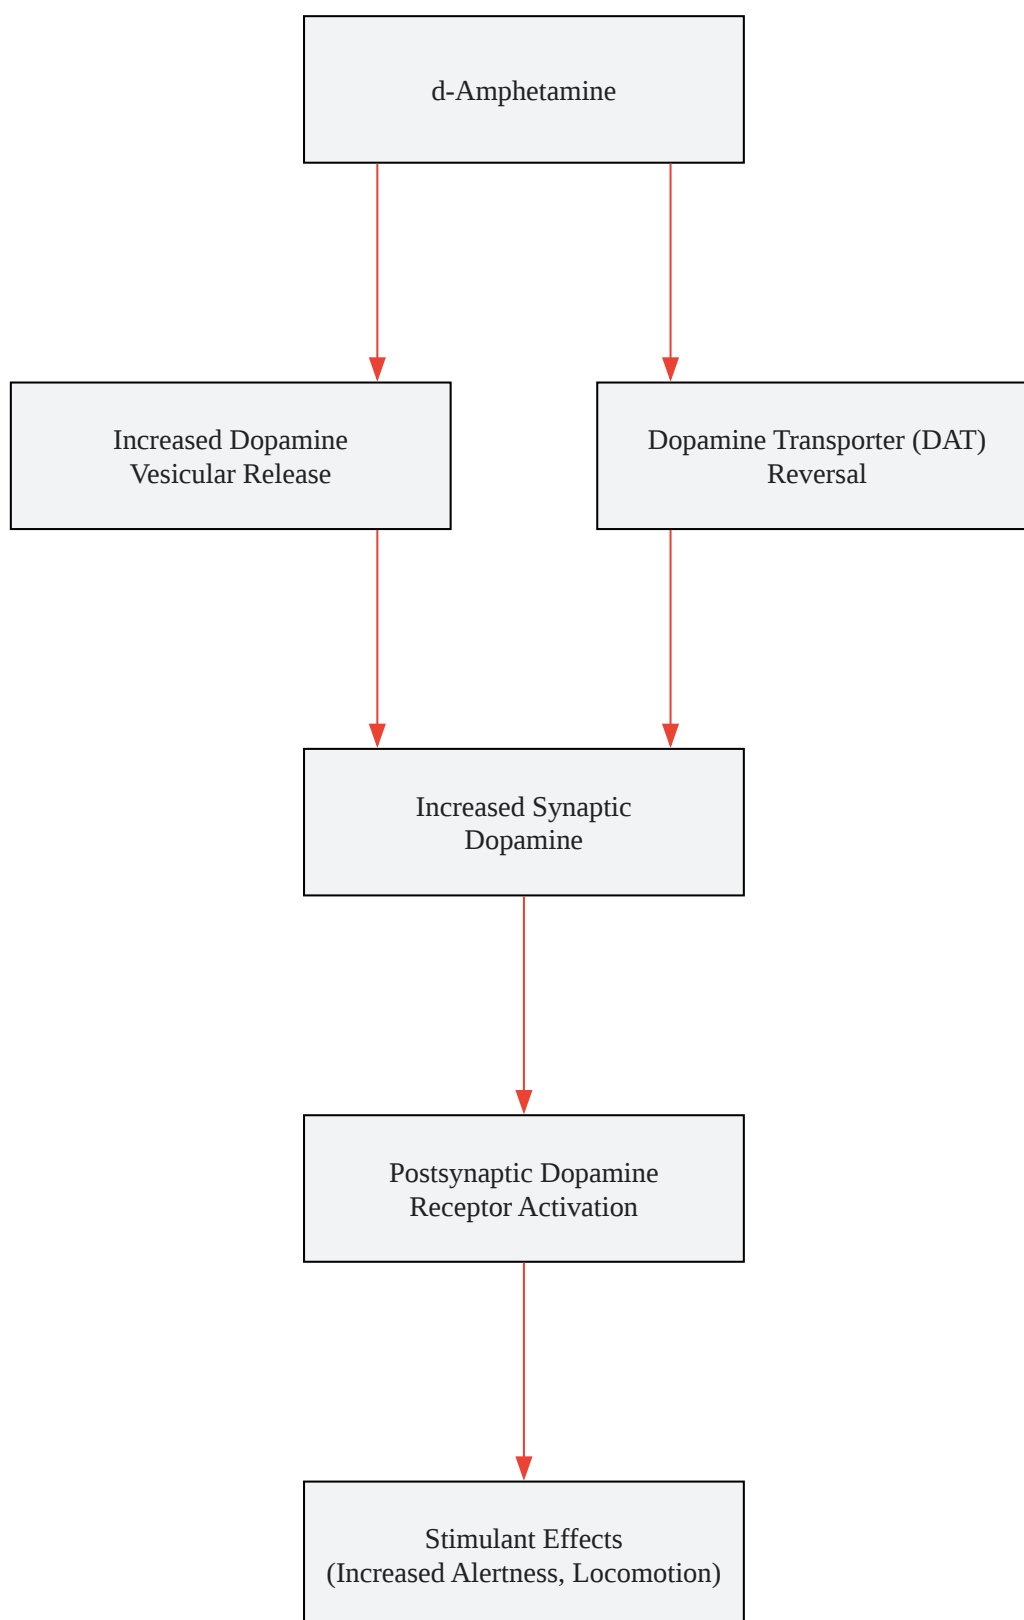 d-Amphetamine
Increased Dopamine
Vesicular Release
Dopamine Transporter (DAT)
Reversal
Increased Synaptic
Dopamine
Postsynaptic Dopamine
Receptor Activation
Stimulant Effects
(Increased Alertness, Locomotion)